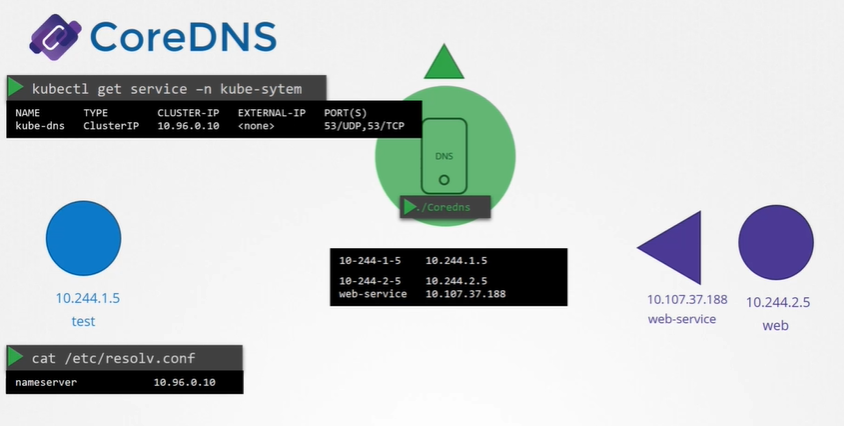 CoreDNS
kubectl get service –n kube-sytem
NAME TYPE CLUSTER-IP EXTERNAL-IP PORT(S)
kube-dns ClusterIP 10.96.0.10 <none> 53/UDP,53/TCP
DNS
./Coredns
10-244-1-5 10.244.1.5
10-244-2-5 10.244.2.5
web-service 10.107.37.188
10.244.1.5
test
10.107.37.188
web-service
10.244.2.5
web
cat /etc/resolv.conf
nameserver 10.96.0.10